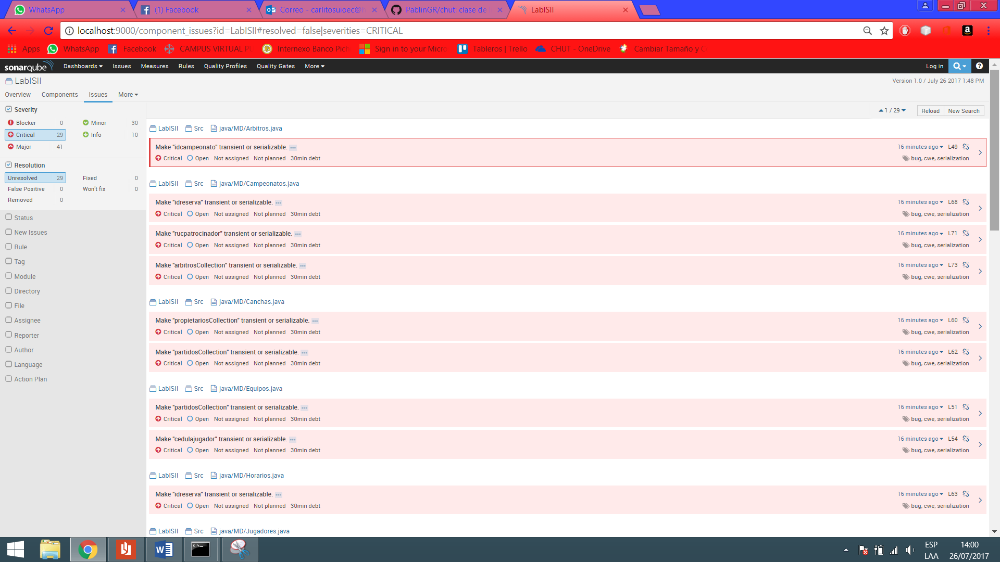 WhatsApp
(1) Facebook
Correo - carlitosuioec@h
PablinGR/chut: clase de
LabISII
localhost:9000/component_issues?id=LabISII#resolved=false|severities=CRITICAL
Apps WhatsApp Facebook CAMPUS VIRTUAL PU Internexo Banco Pich Sign in to your Micro Tableros | Trello CHUT - OneDrive Cambiar Tamaño y C
sonarqube Dashboards Issues Measures Rules Quality Profiles Quality Gates More Log in
LabISII
Version 1.0 / July 26 2017 1:48 PM
Overview Components Issues More
Severity
Blocker 0 Minor 30
Critical 29 Info 10
Major 41
Resolution
Unresolved 29 Fixed 0
False Positive 0 Won't fix 0
Removed 0
Status
New Issues
Rule
Tag
Module
Directory
File
Assignee
Reporter
Author
Language
Action Plan
1 / 29 Reload New Search
LabISII Src java/MD/Arbitros.java
Make "idcampeonato" transient or serializable. 16 minutes ago L49
Critical Open Not assigned Not planned 30min debt bug, cwe, serialization
LabISII Src java/MD/Campeonatos.java
Make "idreserva" transient or serializable. 16 minutes ago L68
Critical Open Not assigned Not planned 30min debt bug, cwe, serialization
Make "rucpatrocinador" transient or serializable. 16 minutes ago L71
Critical Open Not assigned Not planned 30min debt bug, cwe, serialization
Make "arbitrosCollection" transient or serializable. 16 minutes ago L73
Critical Open Not assigned Not planned 30min debt bug, cwe, serialization
LabISII Src java/MD/Canchas.java
Make "propietariosCollection" transient or serializable. 16 minutes ago L60
Critical Open Not assigned Not planned 30min debt bug, cwe, serialization
Make "partidosCollection" transient or serializable. 16 minutes ago L62
Critical Open Not assigned Not planned 30min debt bug, cwe, serialization
LabISII Src java/MD/Equipos.java
Make "partidosCollection" transient or serializable. 16 minutes ago L51
Critical Open Not assigned Not planned 30min debt bug, cwe, serialization
Make "cedulajugador" transient or serializable. 16 minutes ago L54
Critical Open Not assigned Not planned 30min debt bug, cwe, serialization
LabISII Src java/MD/Horarios.java
Make "idreserva" transient or serializable. 16 minutes ago L63
Critical Open Not assigned Not planned 30min debt bug, cwe, serialization
LabISII Src java/MD/Jugadores.java
ESP 14:00
LAA 26/07/2017